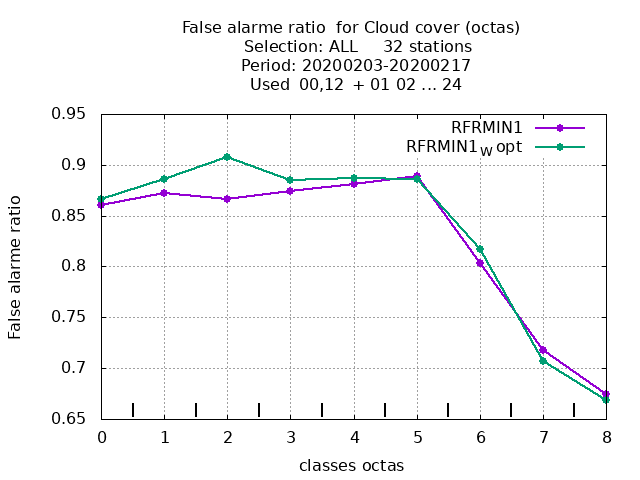 False alarme ratio  for Cloud cover (octas)
Selection: ALL     32 stations
Period: 20200203-20200217
Used  00,12  + 01 02 ... 24
RFRMIN1
RFRMIN1W opt
False alarme ratio
0.95
0.9
0.85
0.8
0.75
0.7
0.65
0 1 2 3 4 5 6 7 8
classes octas